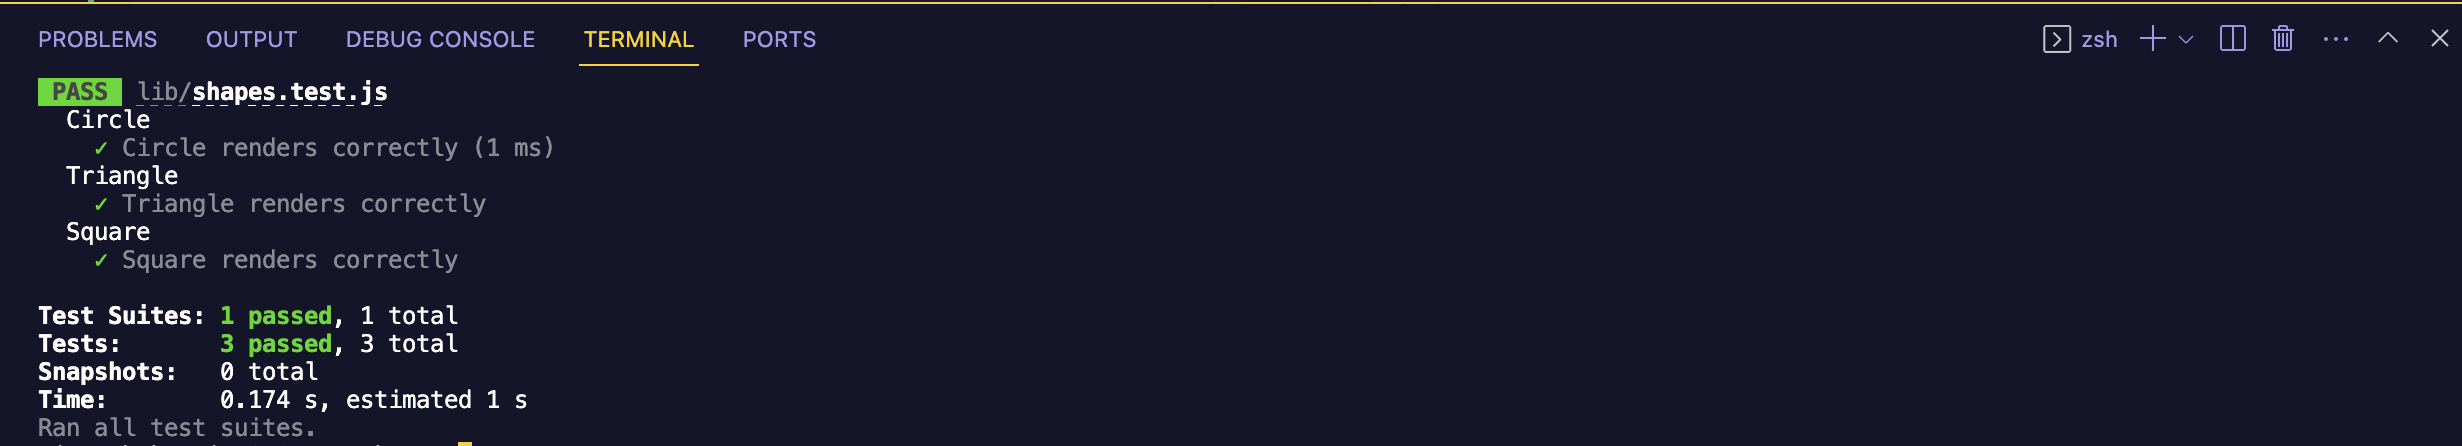 PROBLEMS OUTPUT DEBUG CONSOLE TERMINAL PORTS zsh
PASS lib/shapes.test.js
Circle
✓ Circle renders correctly (1 ms)
Triangle
✓ Triangle renders correctly
Square
✓ Square renders correctly
Test Suites: 1 passed, 1 total
Tests: 3 passed, 3 total
Snapshots: 0 total
Time: 0.174 s, estimated 1 s
Ran all test suites.